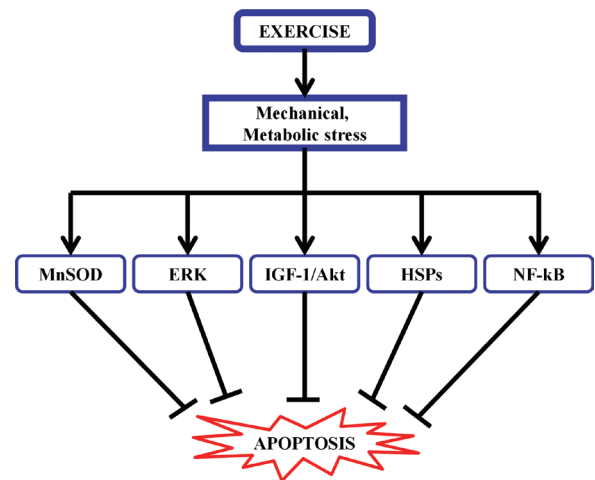 EXERCISE
Mechanical,
Metabolic stress
MnSOD
ERK
IGF-1/Akt
HSPs
NF-kB
APOPTOSIS